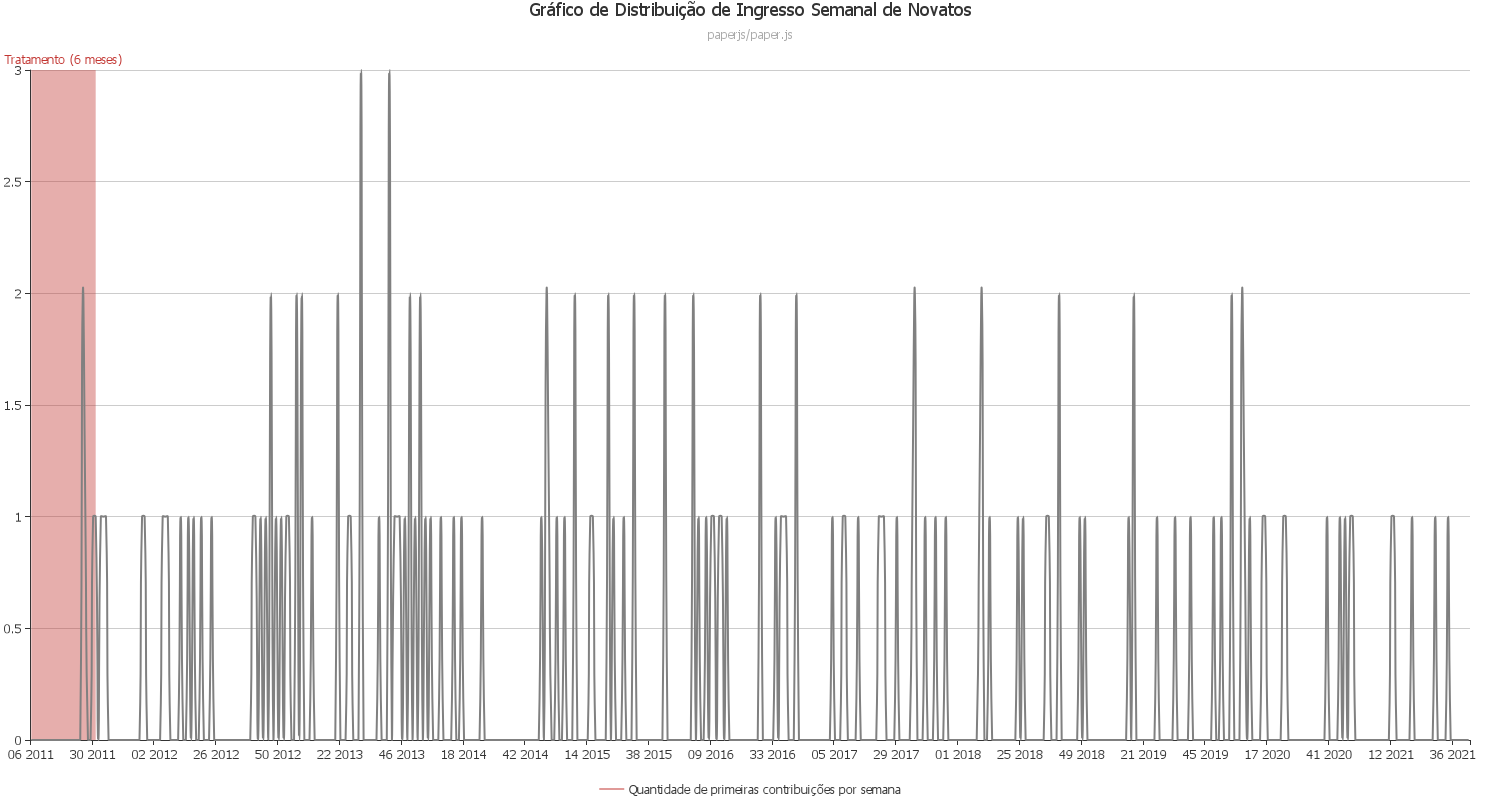 Gráfico de Distribuição de Ingresso Semanal de Novatos
paperjs/paper.js
Tratamento (6 meses)
3
2.5
2
1.5
1
0.5
0
06 2011 30 2011 02 2012 26 2012 50 2012 22 2013 46 2013 18 2014 42 2014 14 2015 38 2015 09 2016 33 2016 05 2017 29 2017 01 2018 25 2018 49 2018 21 2019 45 2019 17 2020 41 2020 12 2021 36 2021
Quantidade de primeiras contribuições por semana